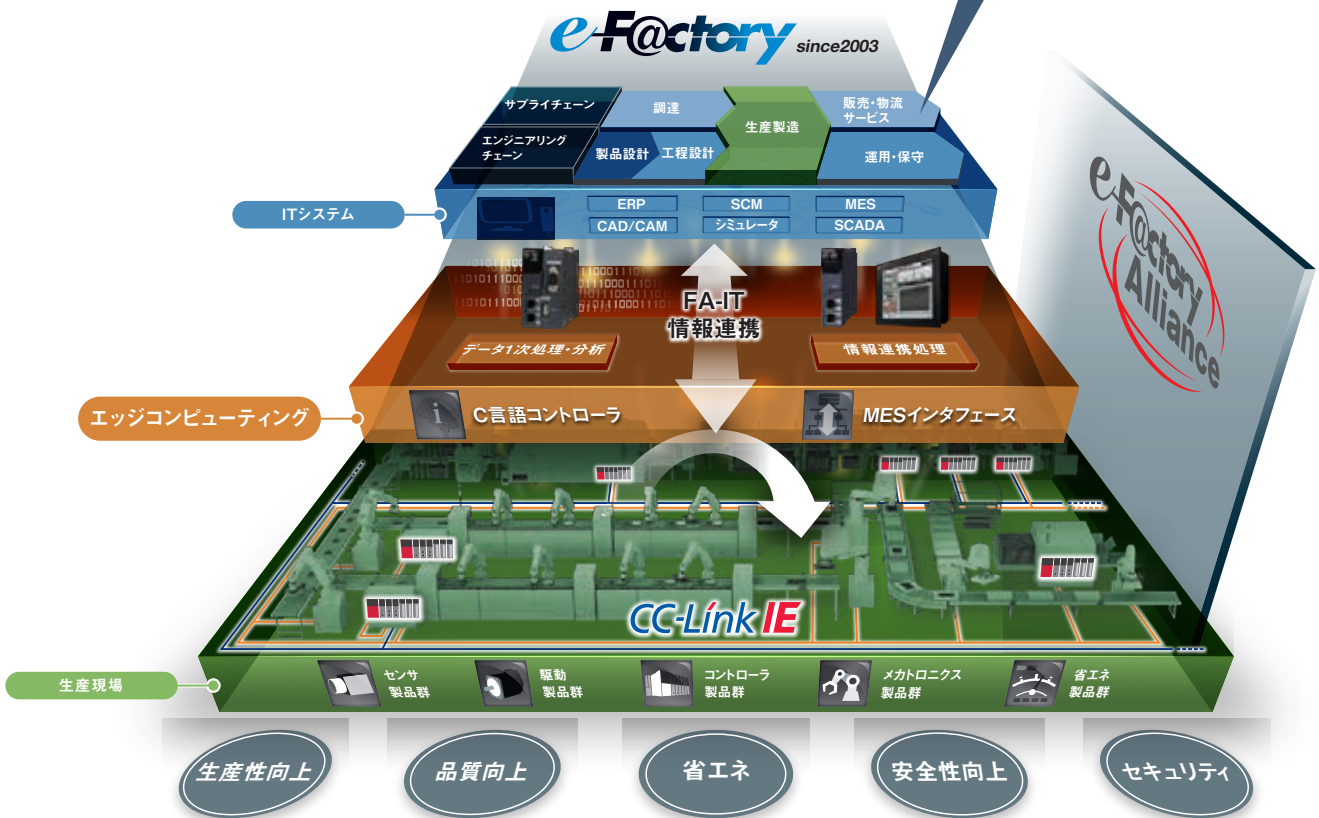 e-F@ctory since2003
サプライチェーン
調達
生産製造
販売・物流
サービス
エンジニアリング
チェーン
製品設計
工程設計
運用・保守
ITシステム
ERP
SCM
MES
CAD/CAM
シミュレータ
SCADA
e-F@ctory
Alliance
FA-IT
情報連携
データ1次処理・分析
情報連携処理
エッジコンピューティング
C言語コントローラ
MESインタフェース
CC-Link IE
生産現場
センサ
製品群
駆動
製品群
コントローラ
製品群
メカトロニクス
製品群
省エネ
製品群
生産性向上
品質向上
省エネ
安全性向上
セキュリティ